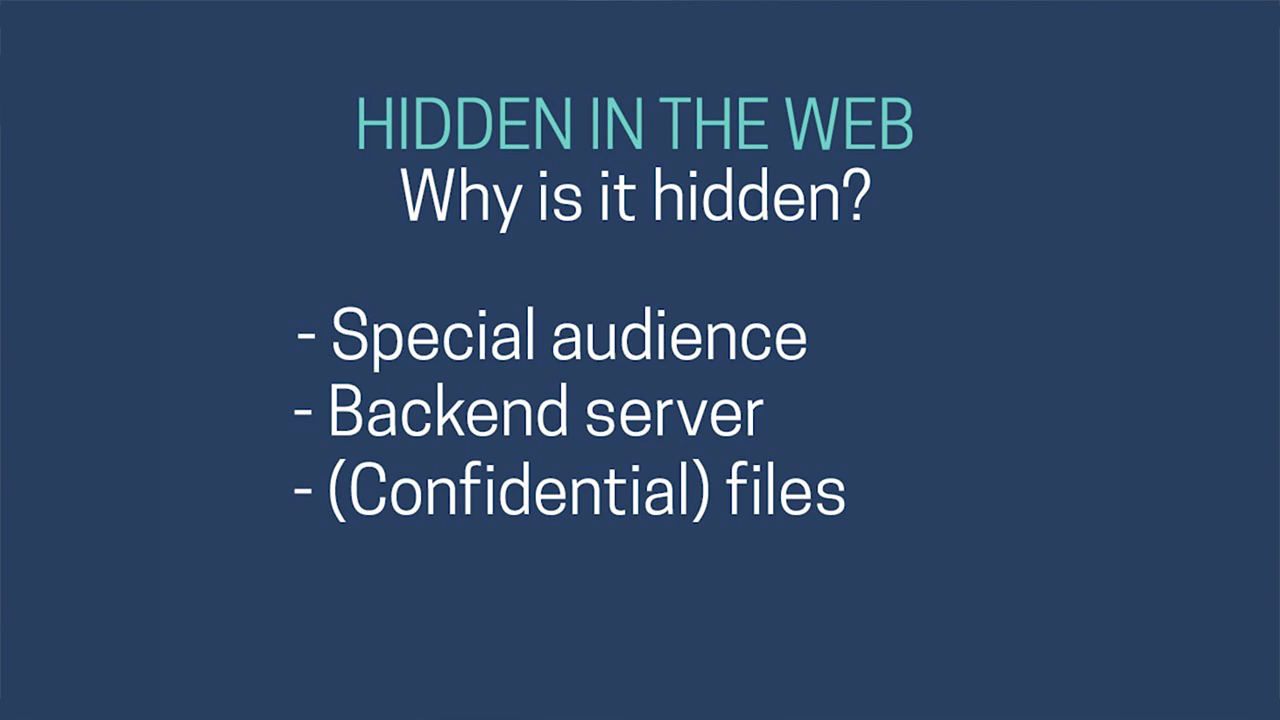 HIDDEN IN THE WEB
Why is it hidden?
- Special audience
- Backend server
- (Confidential) files